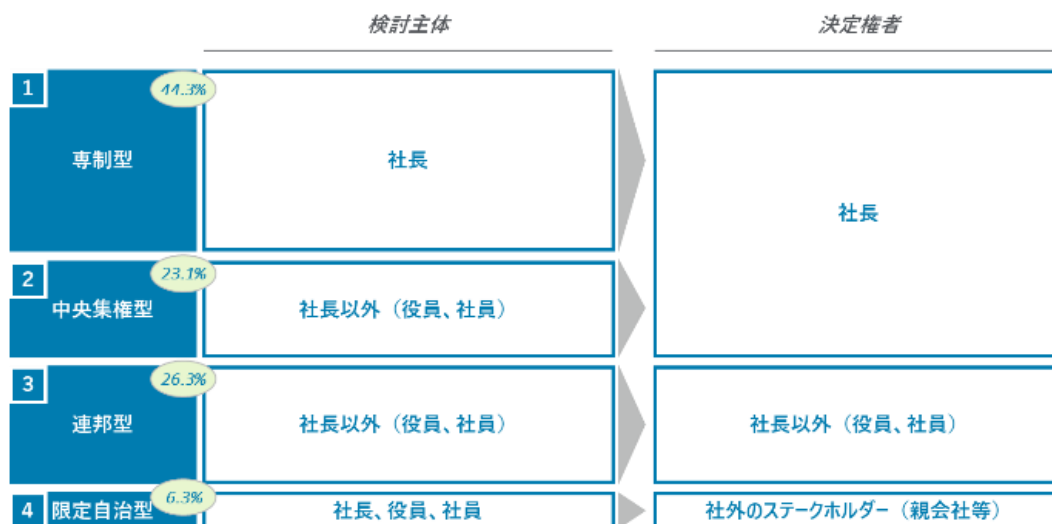 検討主体
決定権者
1
44.3%
専制型
社長
社長
2
23.1%
中央集権型
社長以外（役員、社員）
3
26.3%
連邦型
社長以外（役員、社員）
社長以外（役員、社員）
4
6.3%
限定自治型
社長、役員、社員
社外のステークホルダー（親会社等）